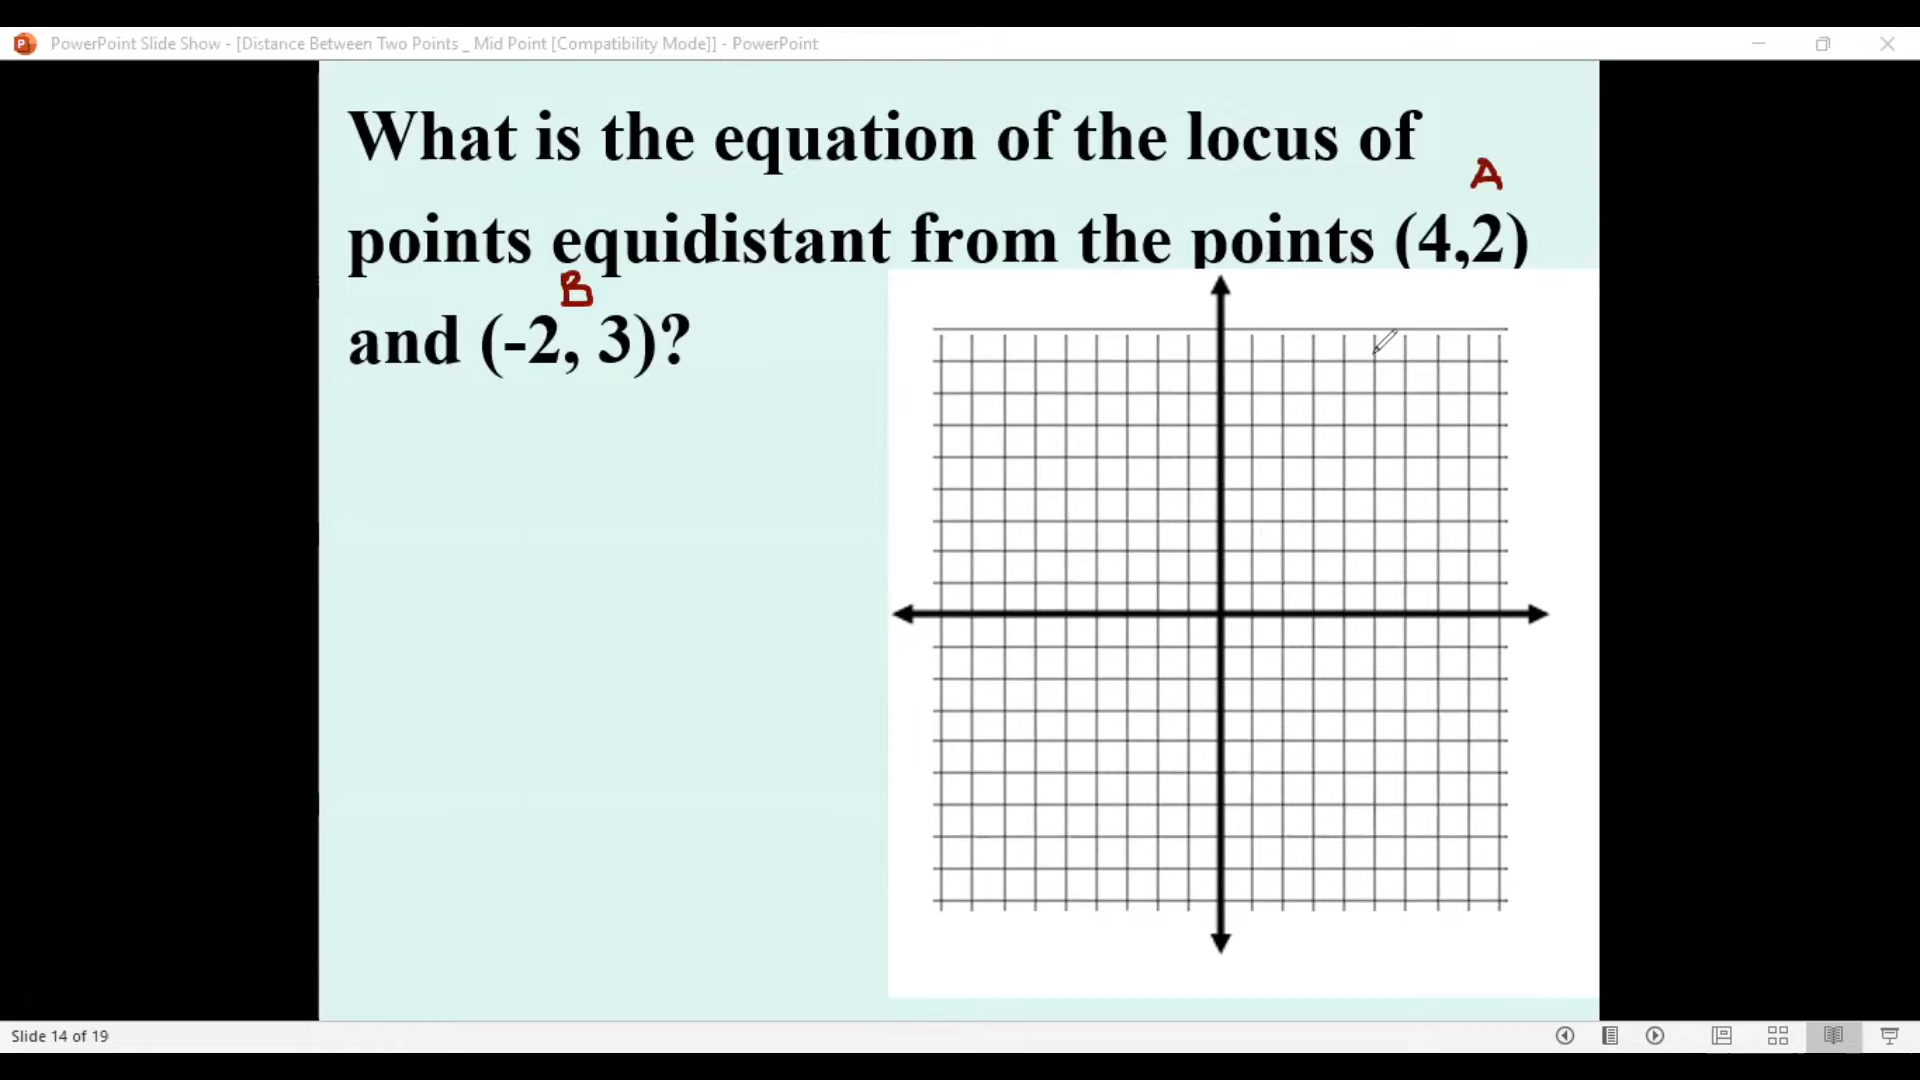 PowerPoint Slide Show - [Distance Between Two Points _ Mid Point [Compatibility Mode]] - PowerPoint
What is the equation of the locus of
A
points equidistant from the points (4,2)
B
and (-2, 3)?
Slide 14 of 19